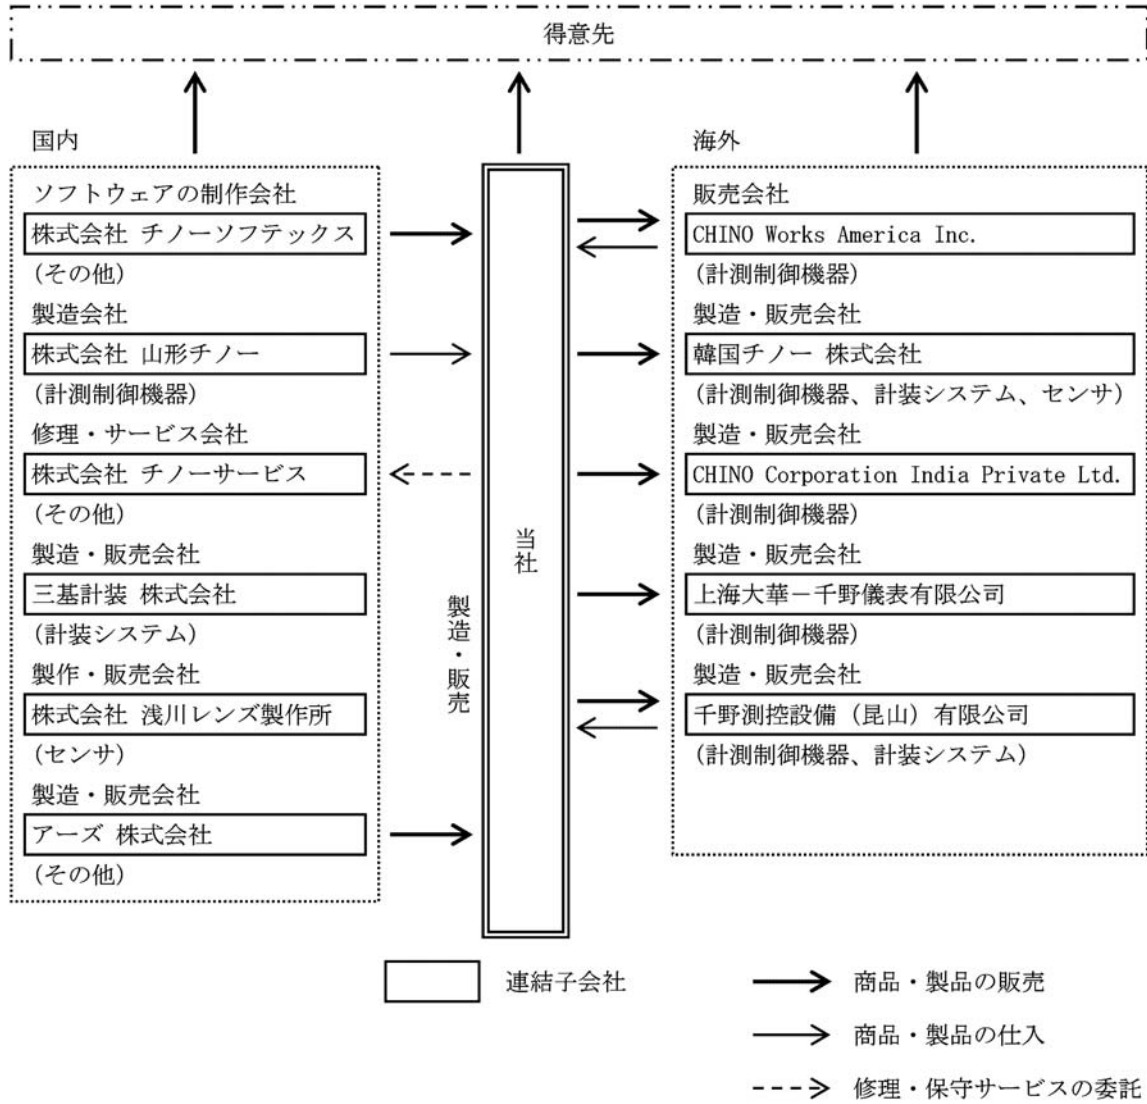 得意先
国内
ソフトウェアの制作会社
株式会社 チノーソフテックス
(その他)
製造会社
株式会社 山形チノー
(計測制御機器)
修理・サービス会社
株式会社 チノーサービス
(その他)
製造・販売会社
三基計装 株式会社
(計装システム)
製作・販売会社
株式会社 浅川レンズ製作所
(センサ)
製造・販売会社
アーズ 株式会社
(その他)
製造・販売
当社
海外
販売会社
CHINO Works America Inc.
(計測制御機器)
製造・販売会社
韓国チノー 株式会社
(計測制御機器、計装システム、センサ)
製造・販売会社
CHINO Corporation India Private Ltd.
(計測制御機器)
製造・販売会社
上海大華－千野儀表有限公司
(計測制御機器)
製造・販売会社
千野測控設備（昆山）有限公司
(計測制御機器、計装システム)
連結子会社
商品・製品の販売
商品・製品の仕入
修理・保守サービスの委託